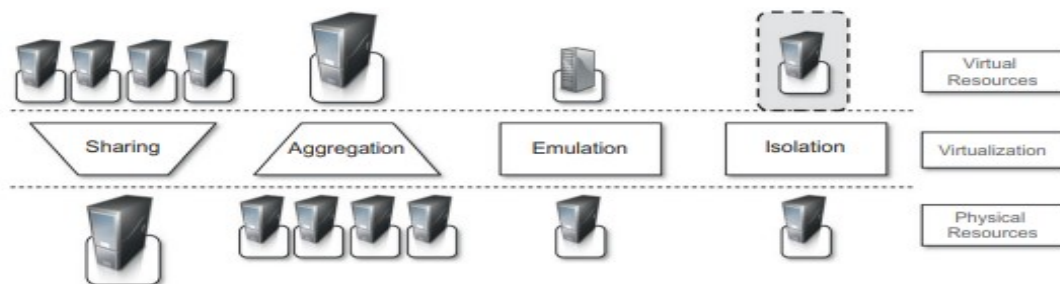 Virtual
Resources
Sharing
Aggregation
Emulation
Isolation
Virtualization
Physical
Resources